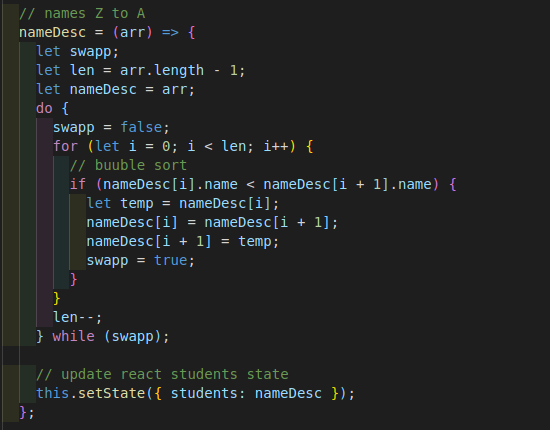 // names Z to A
nameDesc = (arr) => {
let swapp;
let len = arr.length - 1;
let nameDesc = arr;
do {
swapp = false;
for (let i = 0; i < len; i++) {
// buuble sort
if (nameDesc[i].name < nameDesc[i + 1].name) {
let temp = nameDesc[i];
nameDesc[i] = nameDesc[i + 1];
nameDesc[i + 1] = temp;
swapp = true;
}
}
len--;
} while (swapp);
// update react students state
this.setState({ students: nameDesc });
};